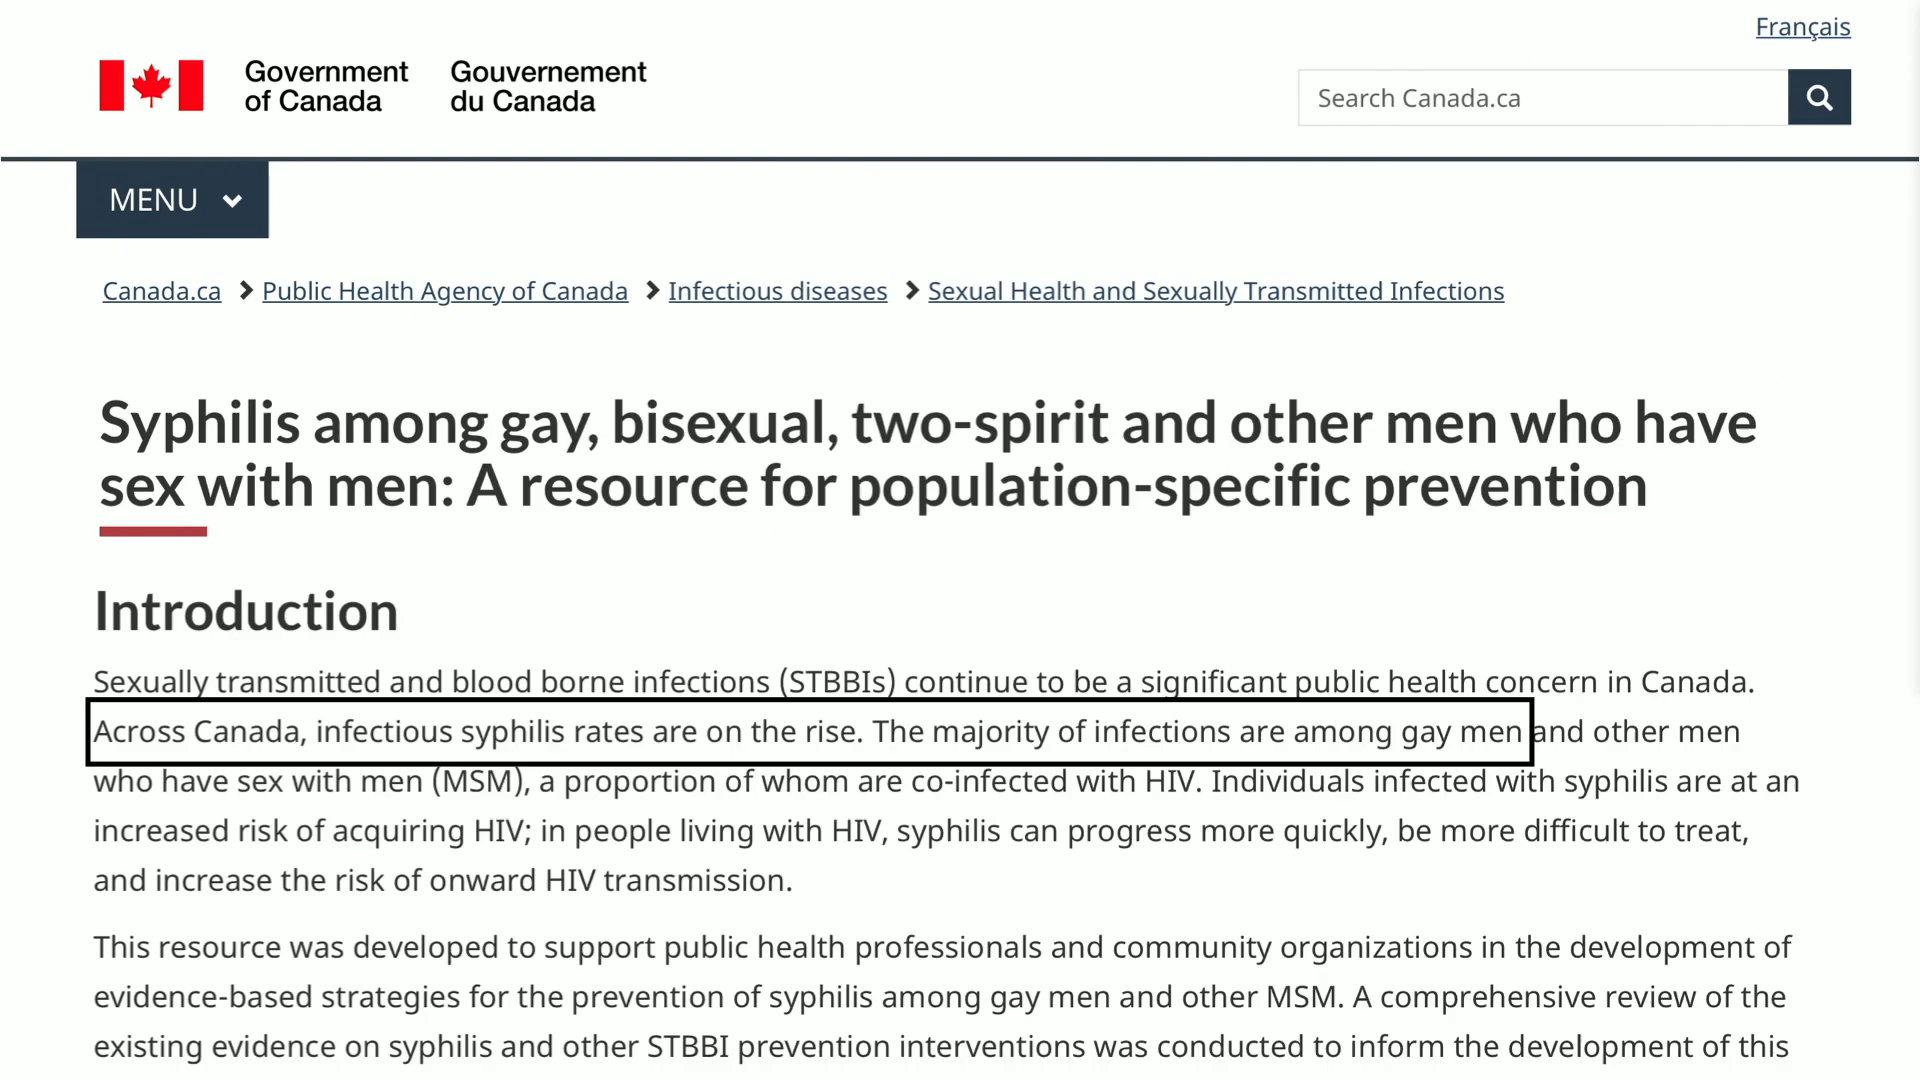 Français
Government of Canada
Gouvernement du Canada
Search Canada.ca
MENU
Canada.ca > Public Health Agency of Canada > Infectious diseases > Sexual Health and Sexually Transmitted Infections
Syphilis among gay, bisexual, two-spirit and other men who have
sex with men: A resource for population-specific prevention
Introduction
Sexually transmitted and blood borne infections (STBBIs) continue to be a significant public health concern in Canada.
Across Canada, infectious syphilis rates are on the rise. The majority of infections are among gay men and other men
who have sex with men (MSM), a proportion of whom are co-infected with HIV. Individuals infected with syphilis are at an
increased risk of acquiring HIV; in people living with HIV, syphilis can progress more quickly, be more difficult to treat,
and increase the risk of onward HIV transmission.
This resource was developed to support public health professionals and community organizations in the development of
evidence-based strategies for the prevention of syphilis among gay men and other MSM. A comprehensive review of the
existing evidence on syphilis and other STBBI prevention interventions was conducted to inform the development of this